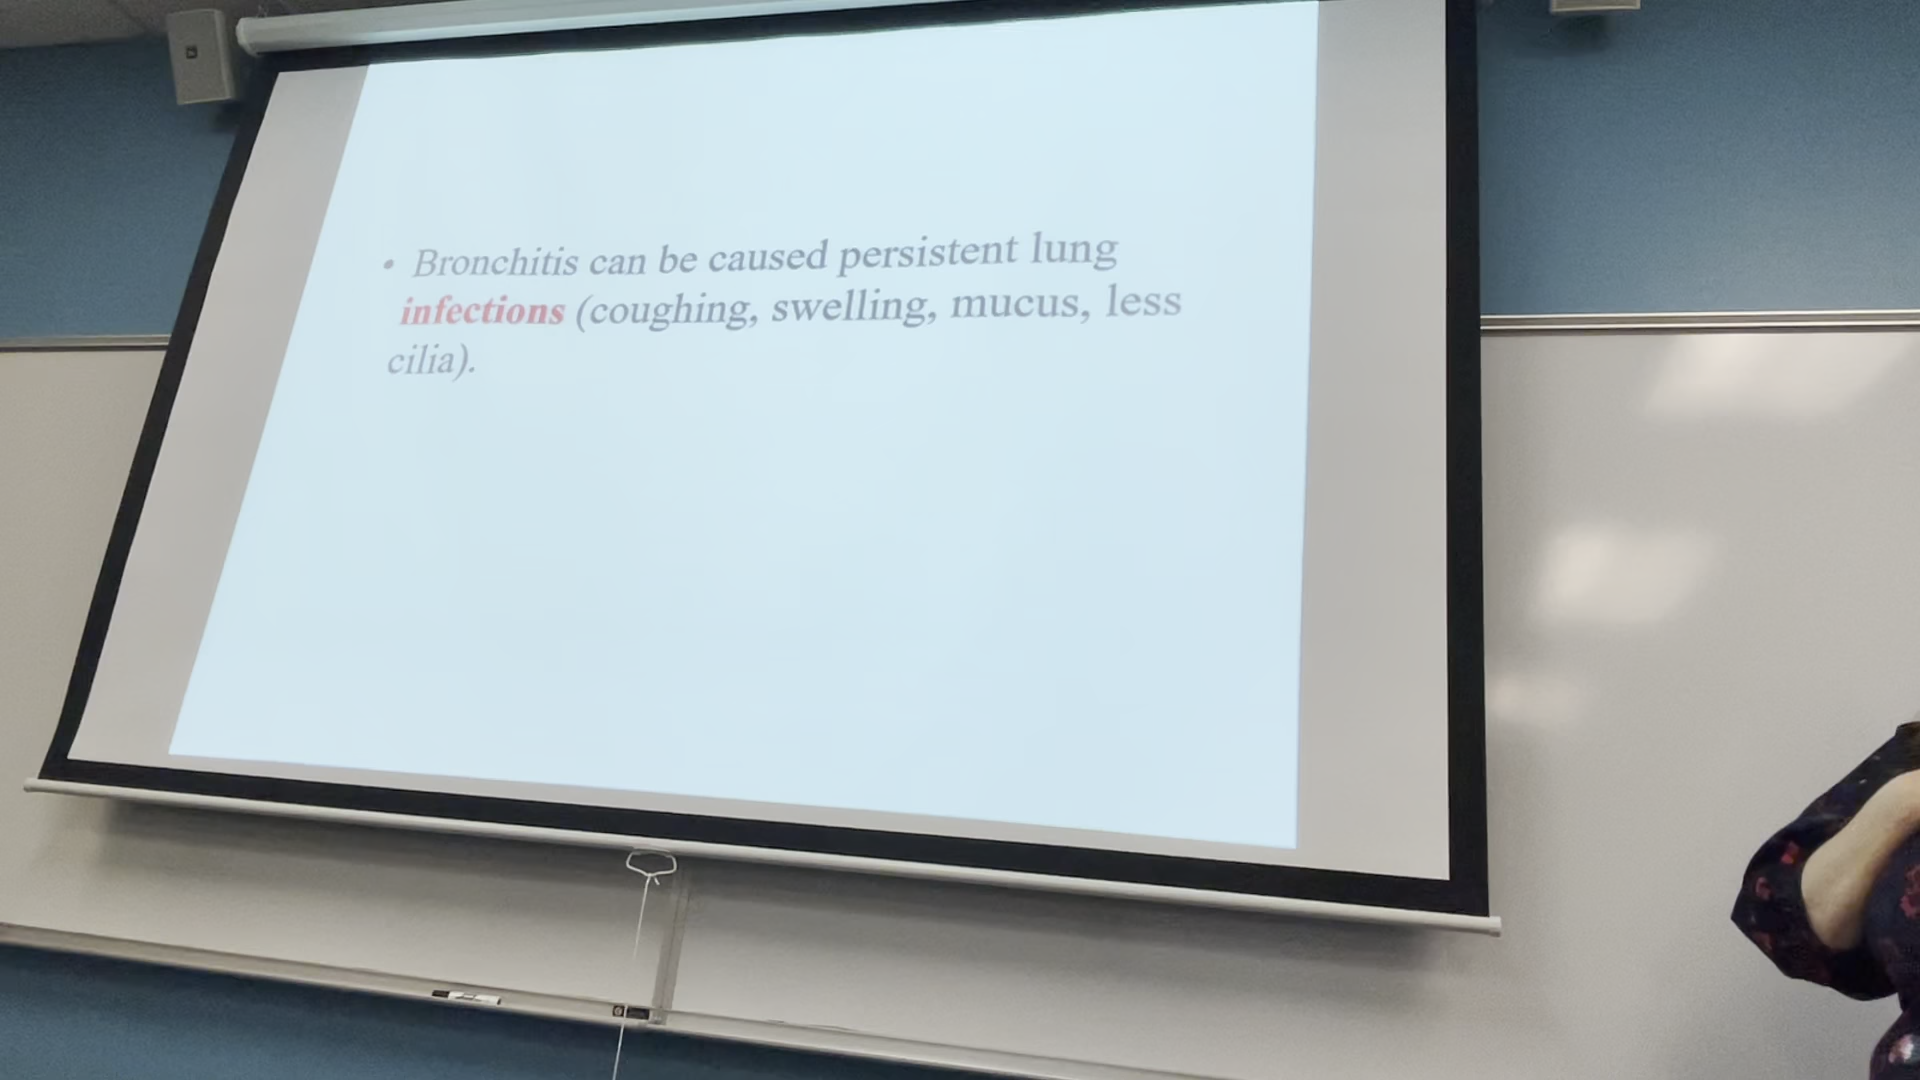 • Bronchitis can be caused persistent lung
infections (coughing, swelling, mucus, less
cilia).